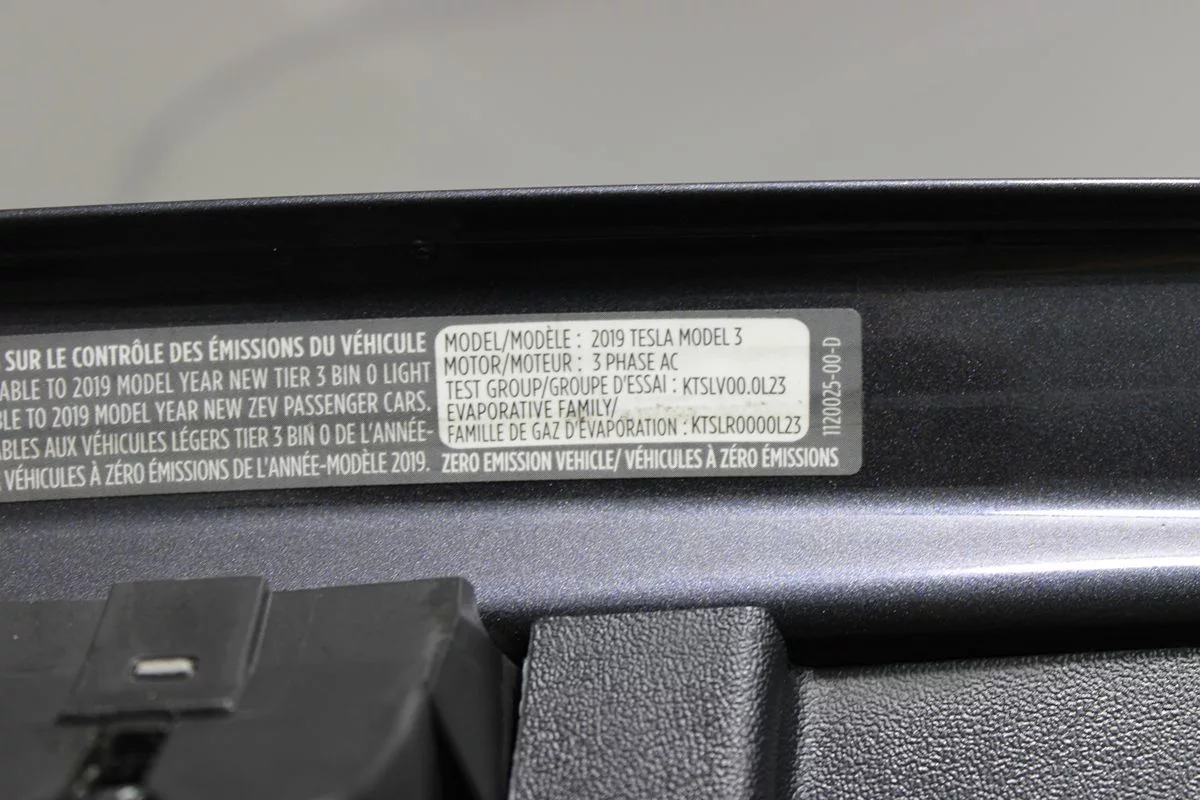 SUR LE CONTRÔLE DES ÉMISSIONS DU VÉHICULE
TO 2019 MODEL YEAR NEW TIER 3 BIN 0 LIGHT
TO 2019 MODEL YEAR NEW ZEV PASSENGER CARS.
AUX VÉHICULES LÉGERS TIER 3 BIN 0 DE L'ANNÉE-
VÉHICULES À ZÉRO ÉMISSIONS DE L'ANNÉE-MODÈLE 2019.
MODEL/MODÈLE : 2019 TESLA MODEL 3
MOTOR/MOTEUR : 3 PHASE AC
TEST GROUP/GROUPE D'ESSAI : KTSLV00.0L23
EVAPORATIVE FAMILY/
FAMILLE DE GAZ D'ÉVAPORATION : KTSLR0000L23
ZERO EMISSION VEHICLE/ VÉHICULES À ZÉRO ÉMISSIONS
1120025-00-D